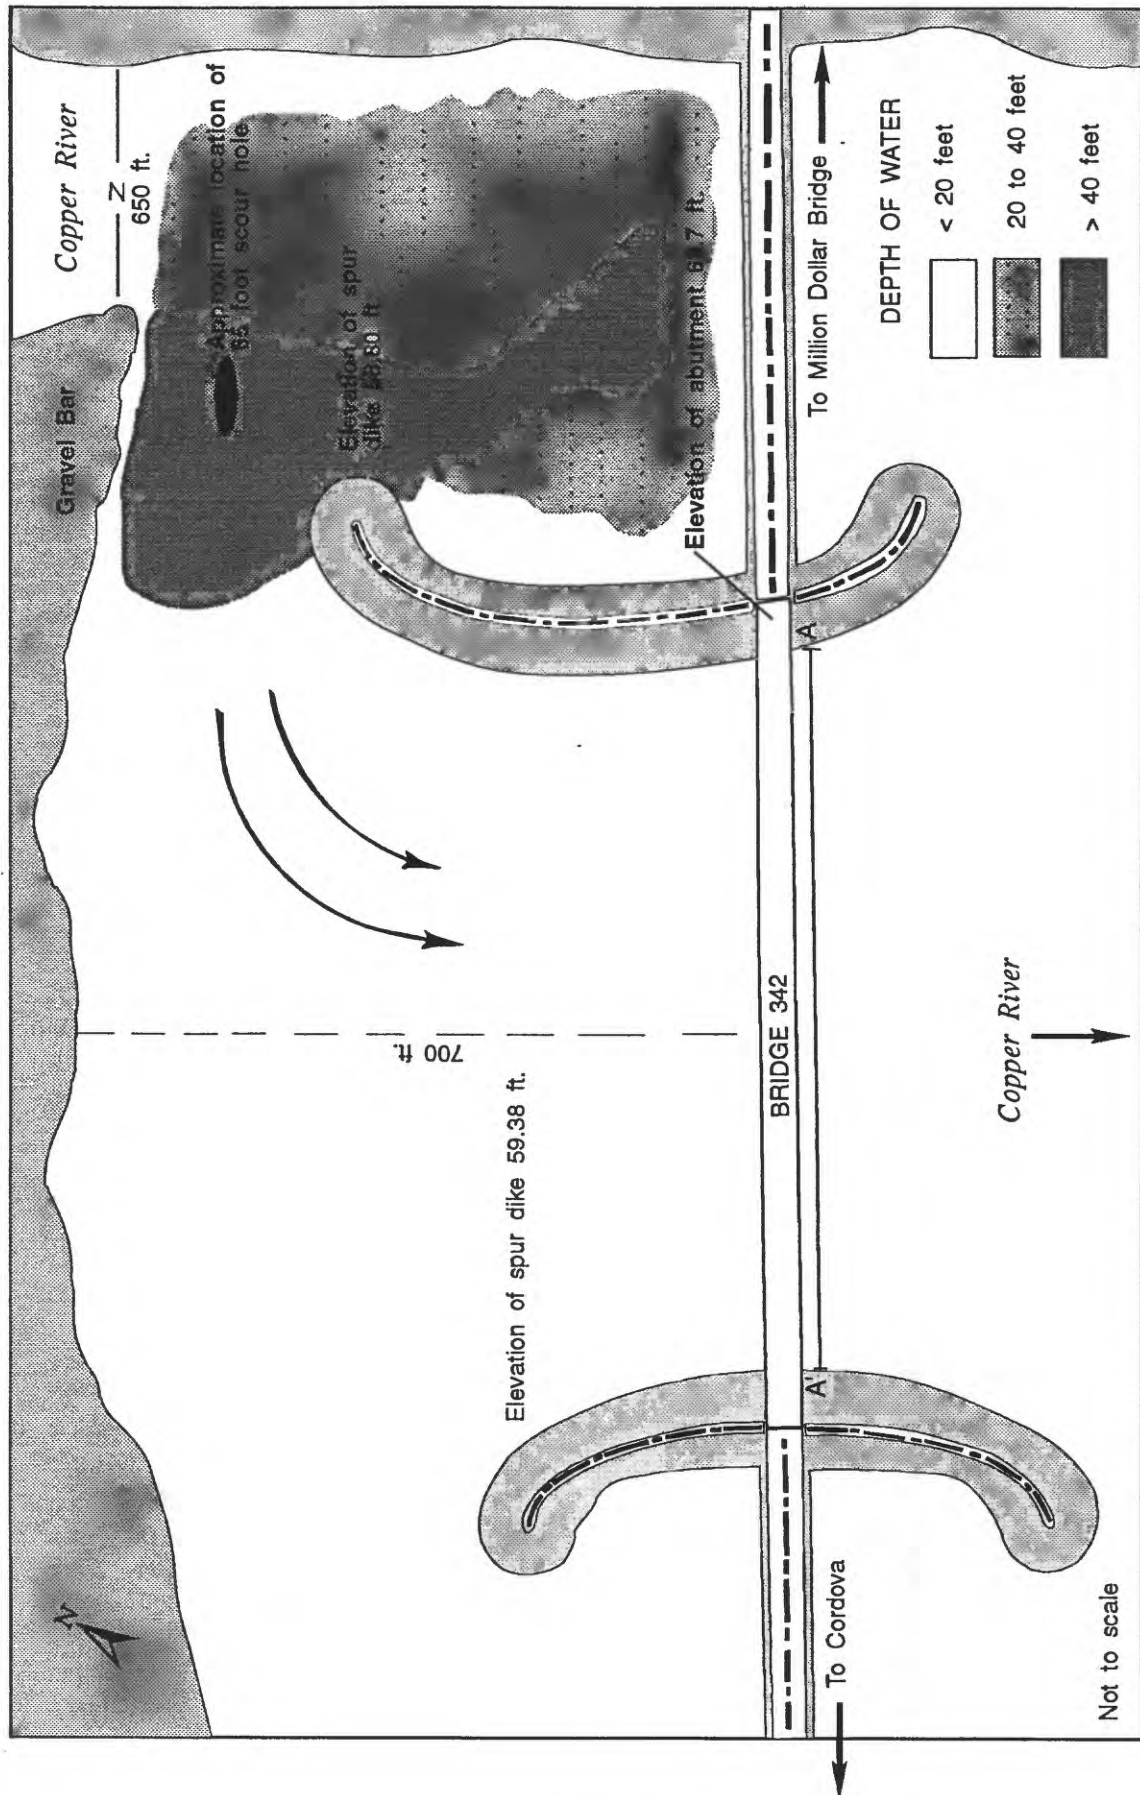 Copper River
N
650 ft.
Gravel Bar
Approximate location of
65 foot scour hole
Elevation of spur
dike ft
Elevation of abutment ft.
To Million Dollar Bridge
DEPTH OF WATER
< 20 feet
20 to 40 feet
> 40 feet
A
700 ft.
BRIDGE 342
Elevation of spur dike 59.38 ft.
Copper River
A'
N
To Cordova
Not to scale